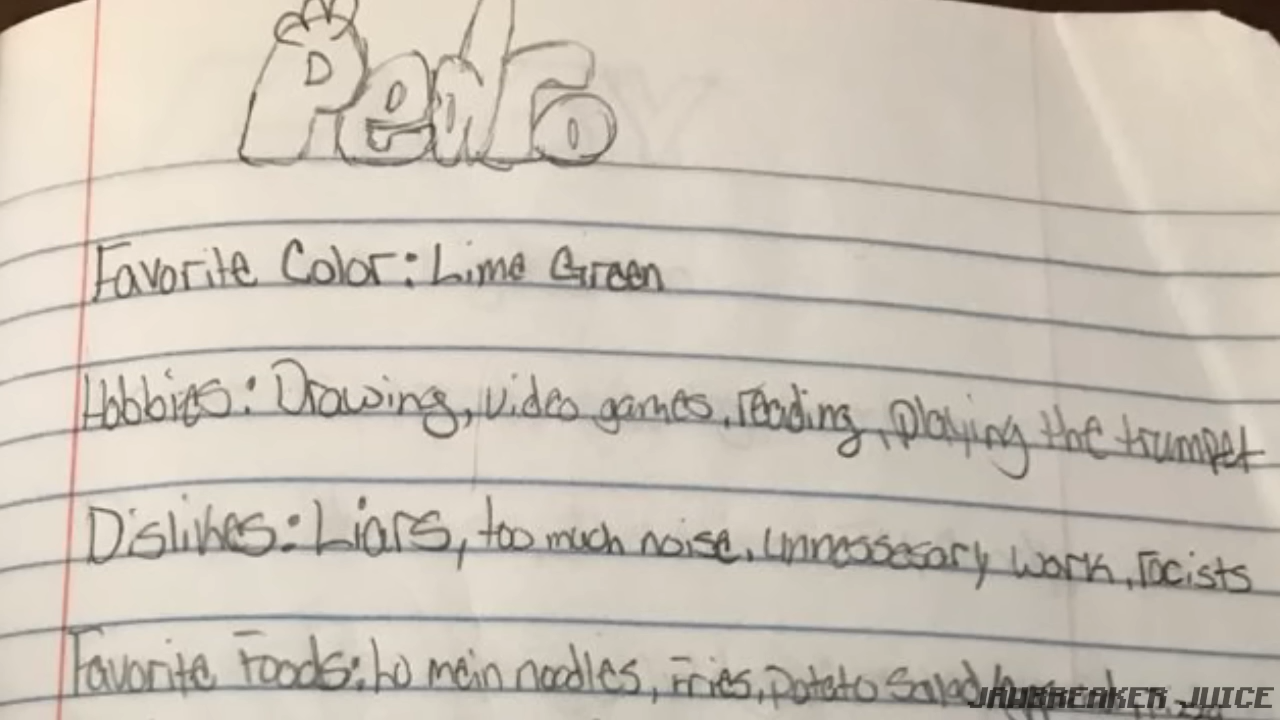 Pedro
Favorite Color: Lime Green
Hobbies: Drawing, video games, reading, playing the trumpet
Dislikes: Liars, too much noise, unnessesary work, racists
Favorite Foods: Lo mein noodles, Fries, Potato Salad,
JAWBREAKER JUICE